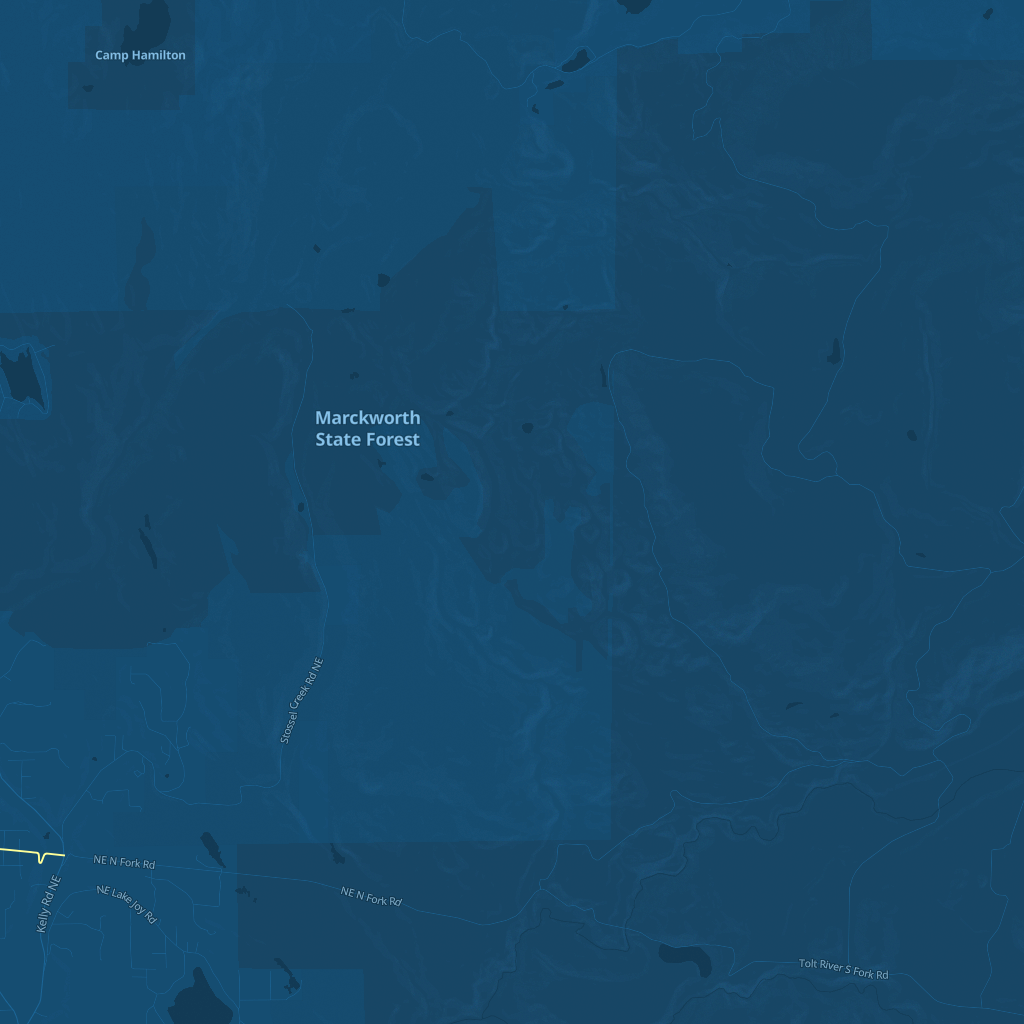 Camp Hamilton
Marckworth
State Forest
Stossel Creek Rd NE
NE N Fork Rd
NE N Fork Rd
NE Lake Joy Rd
Kelly Rd NE
Tolt River S Fork Rd